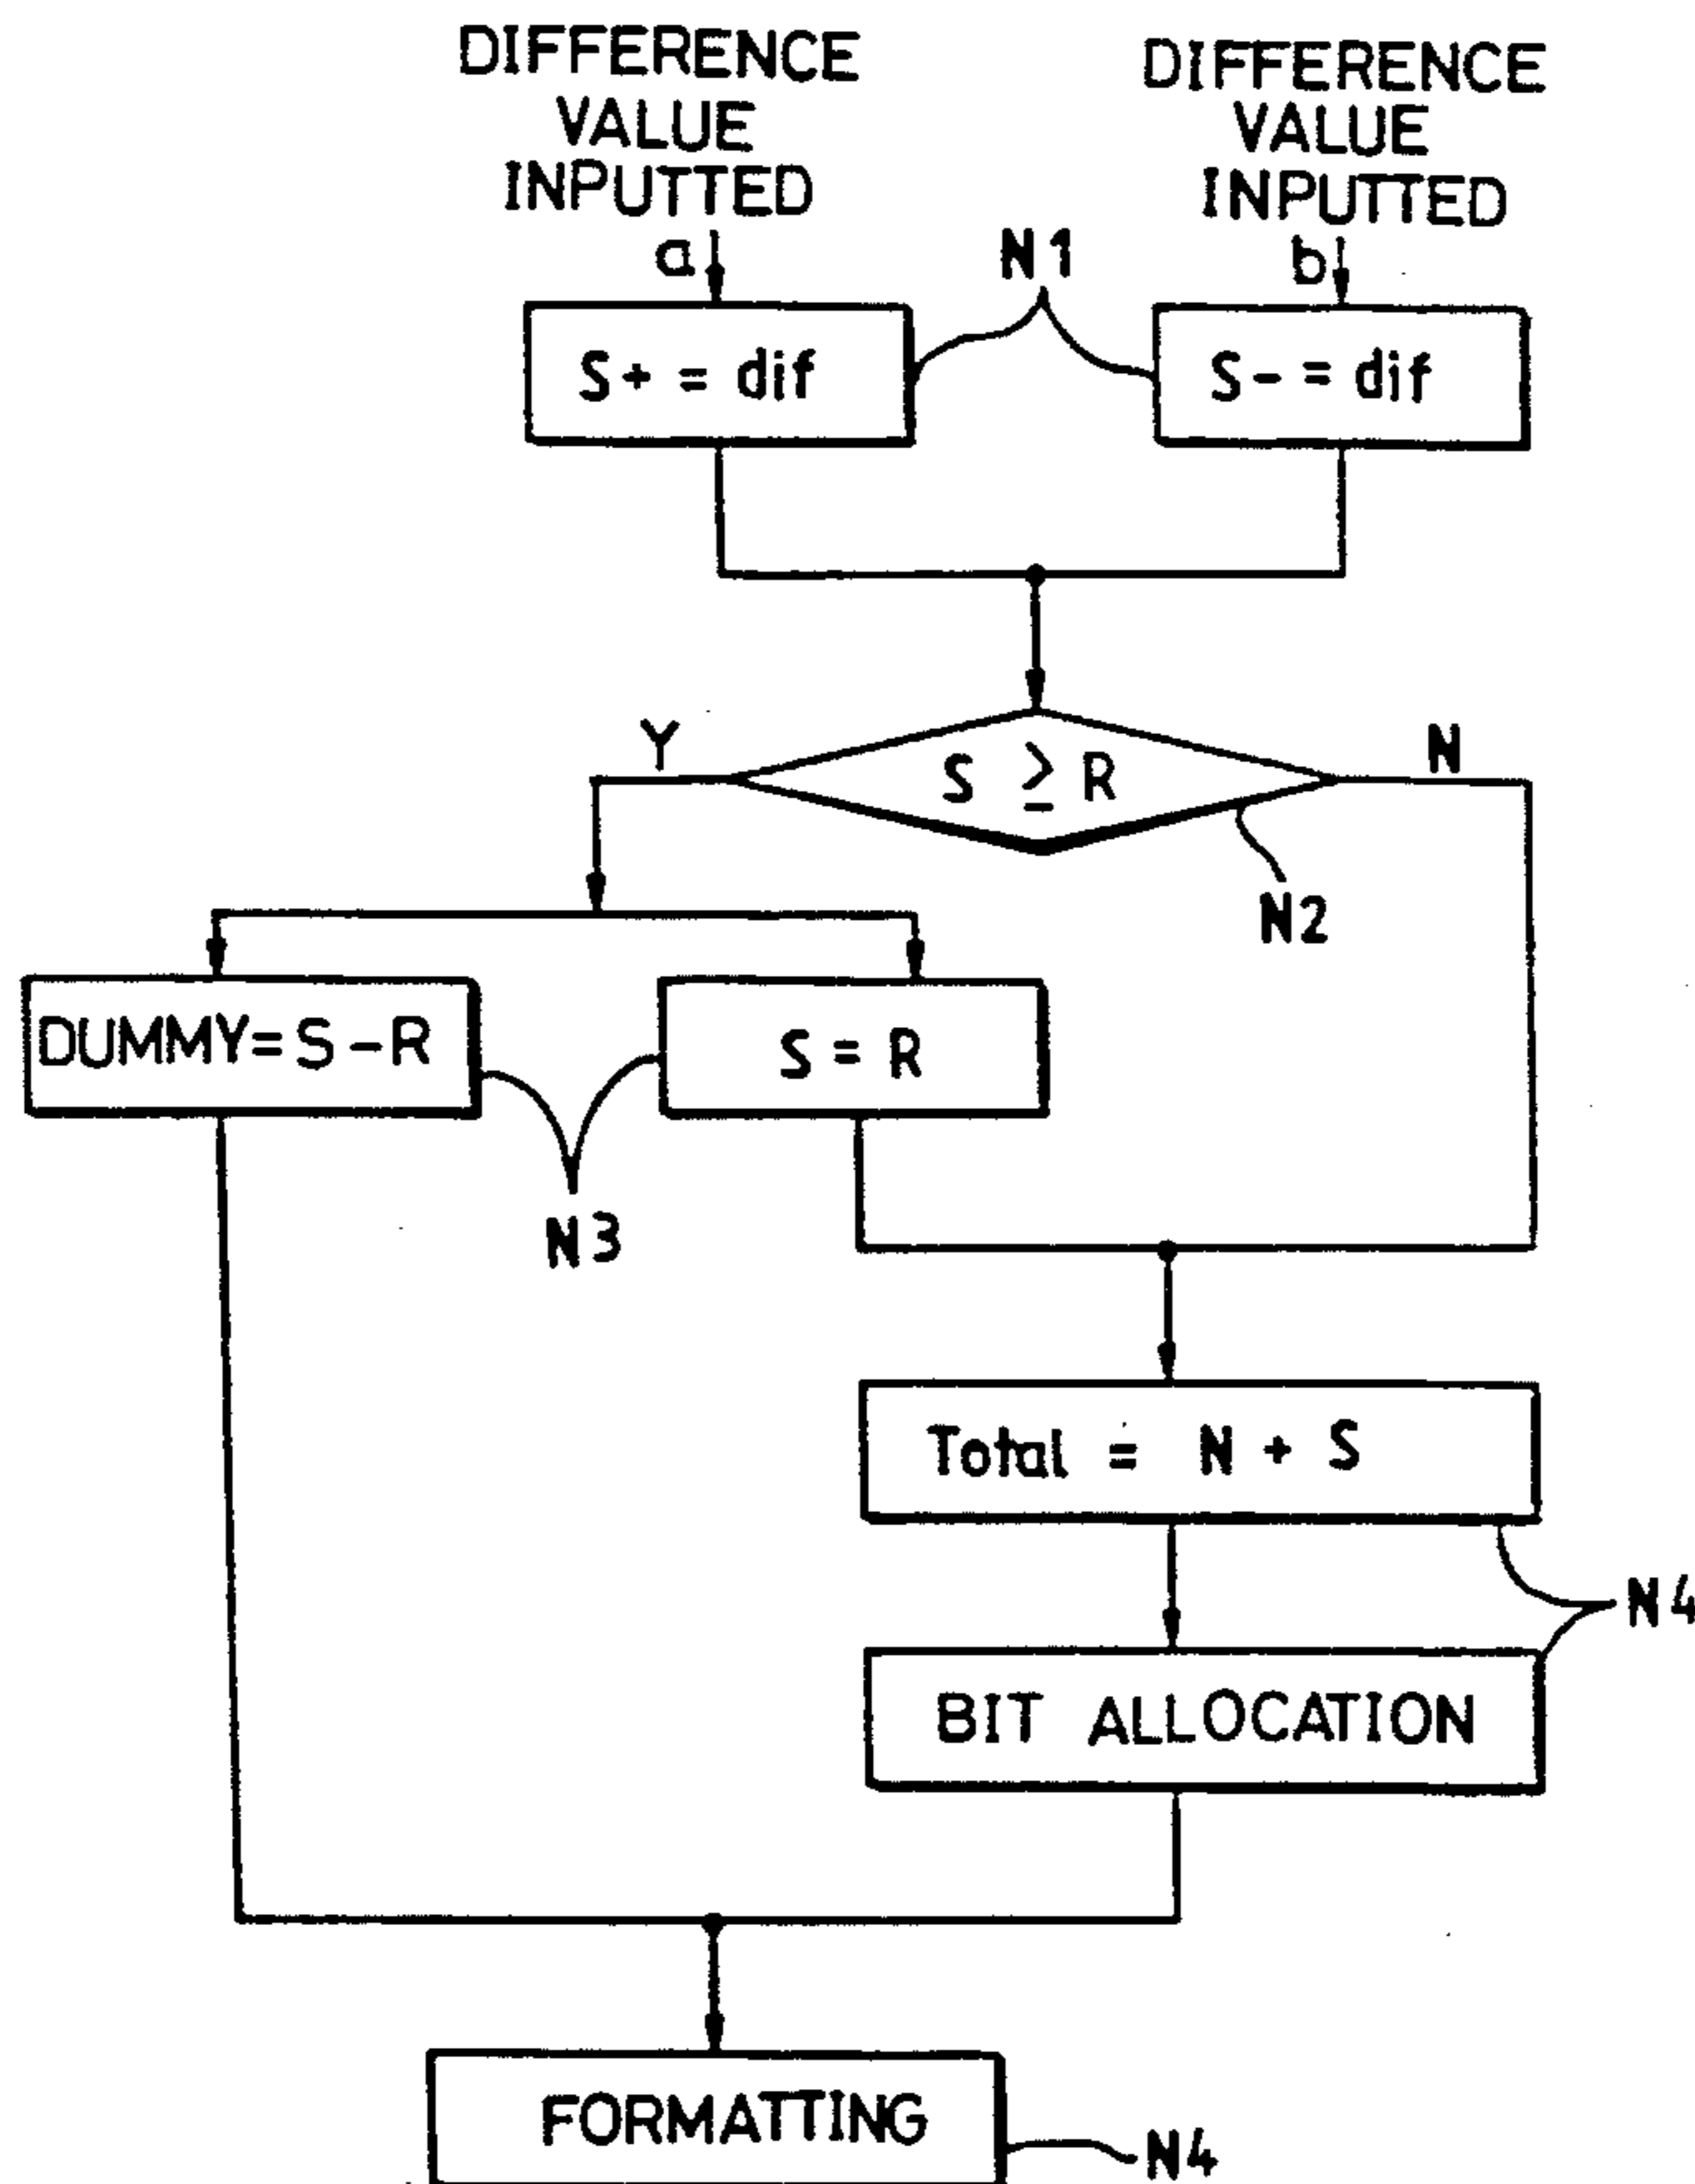 DIFFERENCE
VALUE
INPUTTED
a
DIFFERENCE
VALUE
INPUTTED
b
N1
S+ = dif
S- = dif
Y
S ≥ R
N
N2
DUMMY=S-R
S = R
N3
Total = N + S
N4
BIT ALLOCATION
FORMATTING
N4